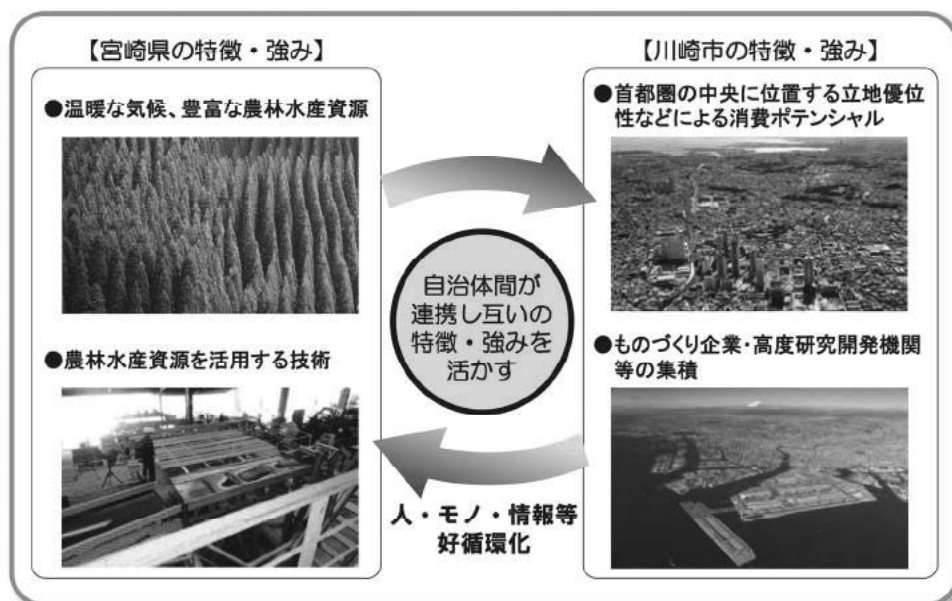 【宮崎県の特徴・強み】
●温暖な気候、豊富な農林水産資源
●農林水産資源を活用する技術
自治体間が
連携し互いの
特徴・強みを
活かす
人・モノ・情報等
好循環化
【川崎市の特徴・強み】
●首都圏の中央に位置する立地優位
性などによる消費ポテンシャル
●ものづくり企業・高度研究開発機関
等の集積